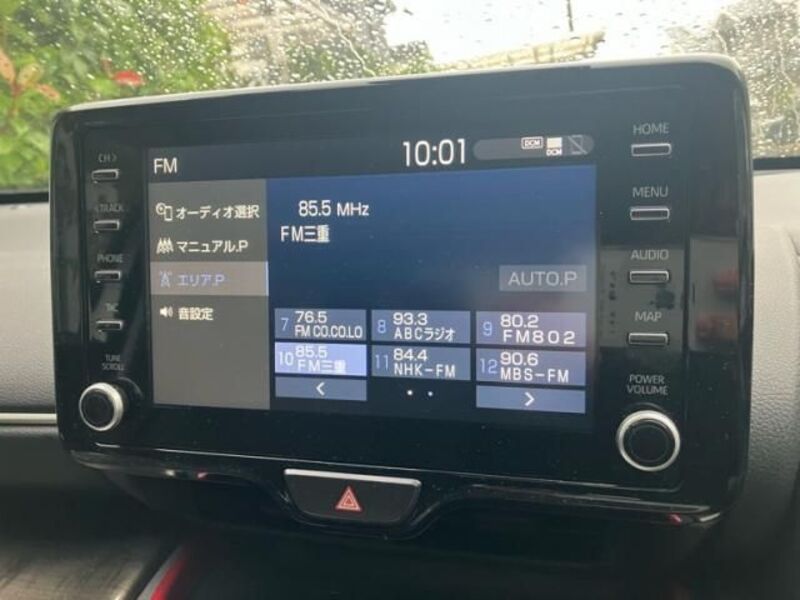 FM
10:01
DCM
DCM
オーディオ選択
マニュアル.P
エリア.P
音設定
85.5 MHz
FM三重
AUTO.P
7 76.5 FM CO.CO.LO
8 93.3 ABCラジオ
9 80.2 FM802
10 85.5 FM三重
11 84.4 NHK-FM
12 90.6 MBS-FM
<
>
CH>
<TRACK
PHONE
TUNE
SCROLL
HOME
MENU
AUDIO
MAP
POWER
VOLUME